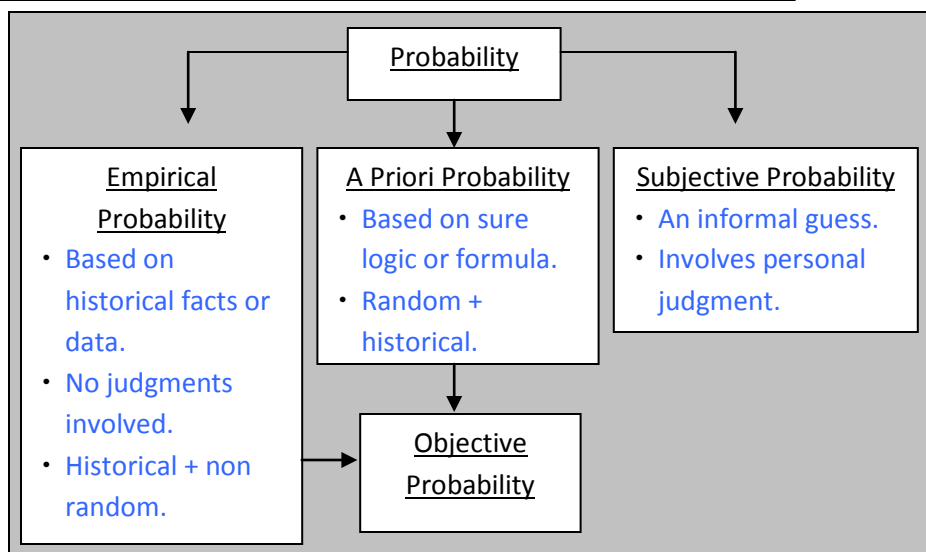 Probability
Empirical
Probability
• Based on
historical facts or
data.
• No judgments
involved.
• Historical + non
random.
A Priori Probability
• Based on sure
logic or formula.
• Random +
historical.
Subjective Probability
• An informal guess.
• Involves personal
judgment.
Objective
Probability